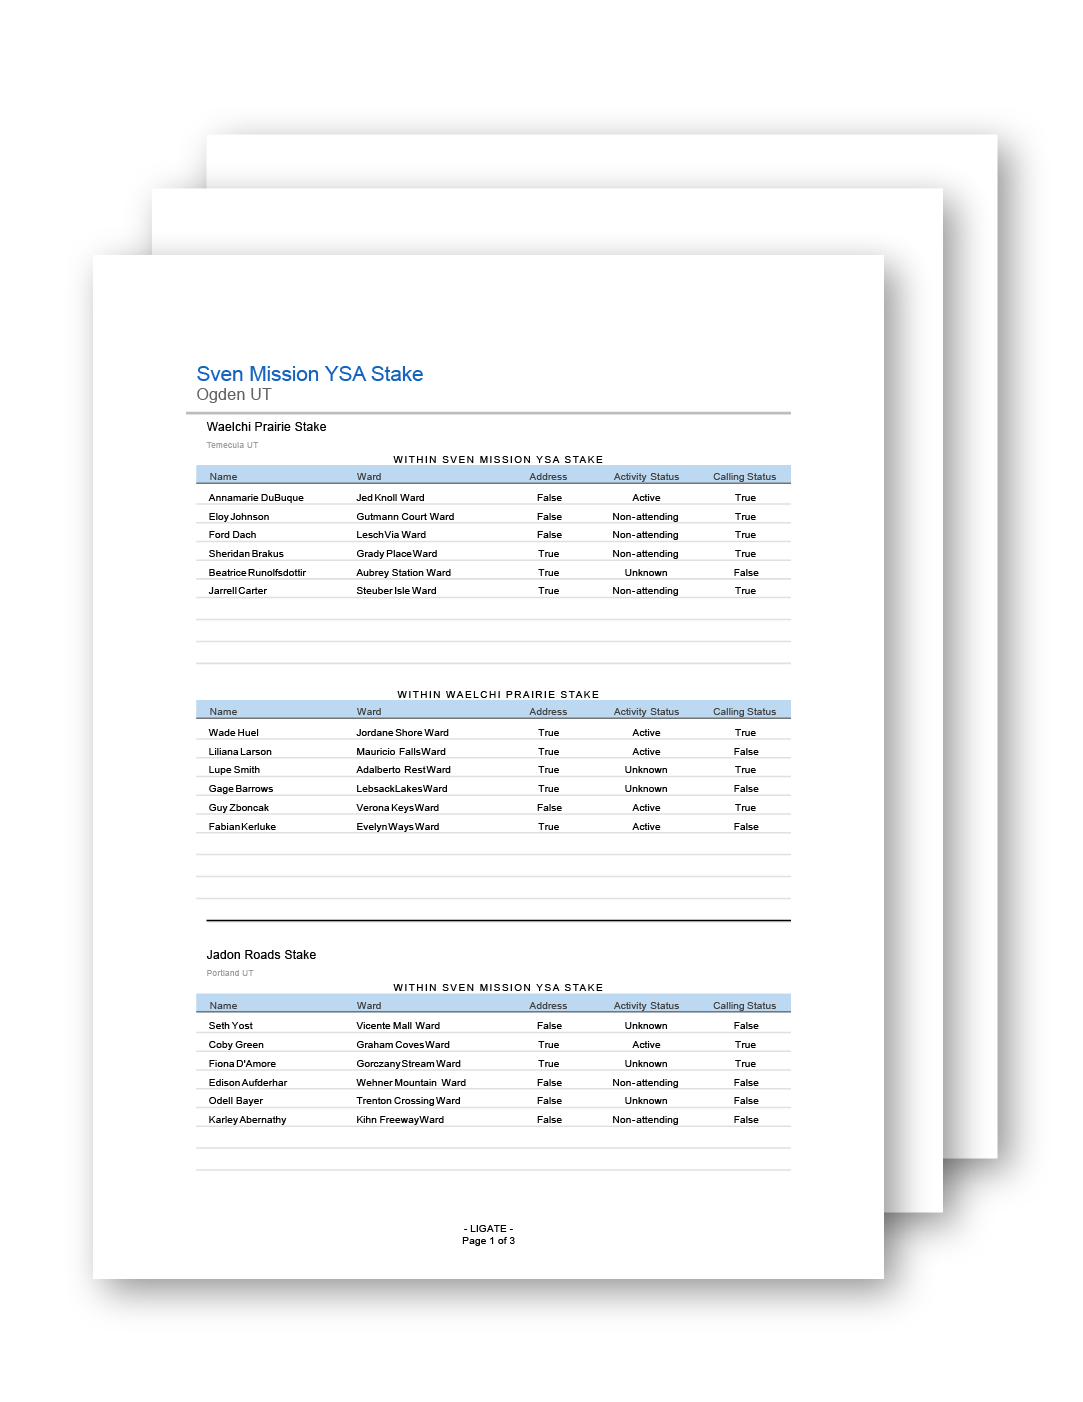 Sven Mission YSA Stake
Ogden UT
Waelchi Prairie Stake
Temecula UT
WITHIN SVEN MISSION YSA STAKE
Name Ward Address Activity Status Calling Status
Annamarie DuBuque Jed Knoll Ward False Active True
Eloy Johnson Gutmann Court Ward False Non-attending True
Ford Dach Lesch Via Ward False Non-attending True
Sheridan Brakus Grady Place Ward True Non-attending True
Beatrice Runolfsdottir Aubrey Station Ward True Unknown False
Jarrell Carter Steuber Isle Ward True Non-attending True
WITHIN WAELCHI PRAIRIE STAKE
Name Ward Address Activity Status Calling Status
Wade Huel Jordane Shore Ward True Active True
Liliana Larson Mauricio Falls Ward True Active False
Lupe Smith Adalberto Rest Ward True Unknown True
Gage Barrows Lebsack Lakes Ward True Unknown False
Guy Zboncak Verona Keys Ward False Active True
Fabian Kerluke Evelyn Ways Ward True Active False
Jadon Roads Stake
Portland UT
WITHIN SVEN MISSION YSA STAKE
Name Ward Address Activity Status Calling Status
Seth Yost Vicente Mall Ward False Unknown False
Coby Green Graham Coves Ward True Active True
Fiona D'Amore Gorczany Stream Ward True Unknown True
Edison Aufderhar Wehner Mountain Ward False Non-attending False
Odell Bayer Trenton Crossing Ward False Unknown False
Karley Abernathy Kihn Freeway Ward False Non-attending False
- LIGATE -
Page 1 of 3